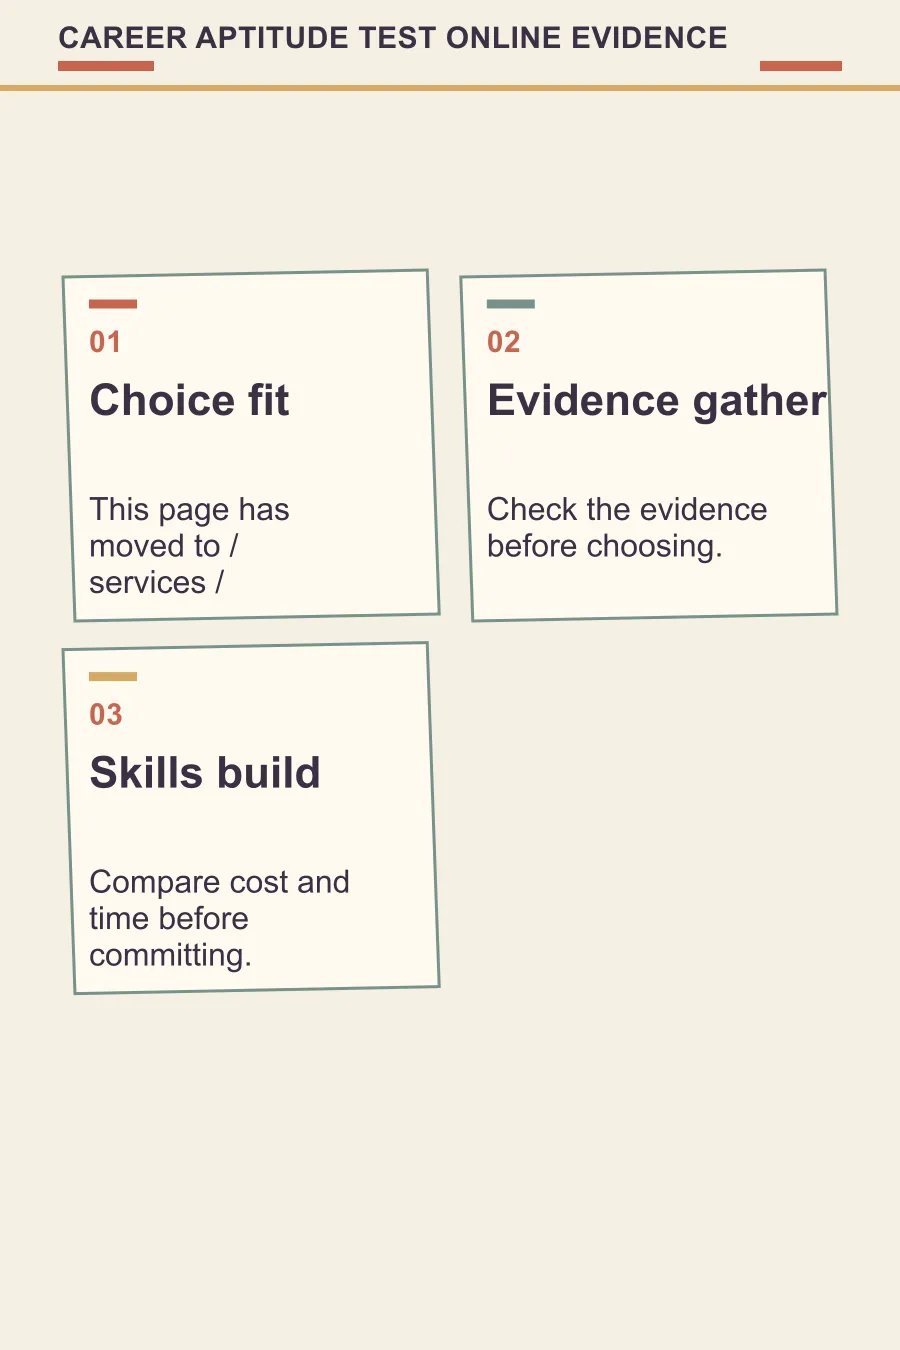 CAREER APTITUDE TEST ONLINE EVIDENCE
01
Choice fit
This page has
moved to /
services /
02
Evidence gather
Check the evidence
before choosing.
03
Skills build
Compare cost and
time before
committing.